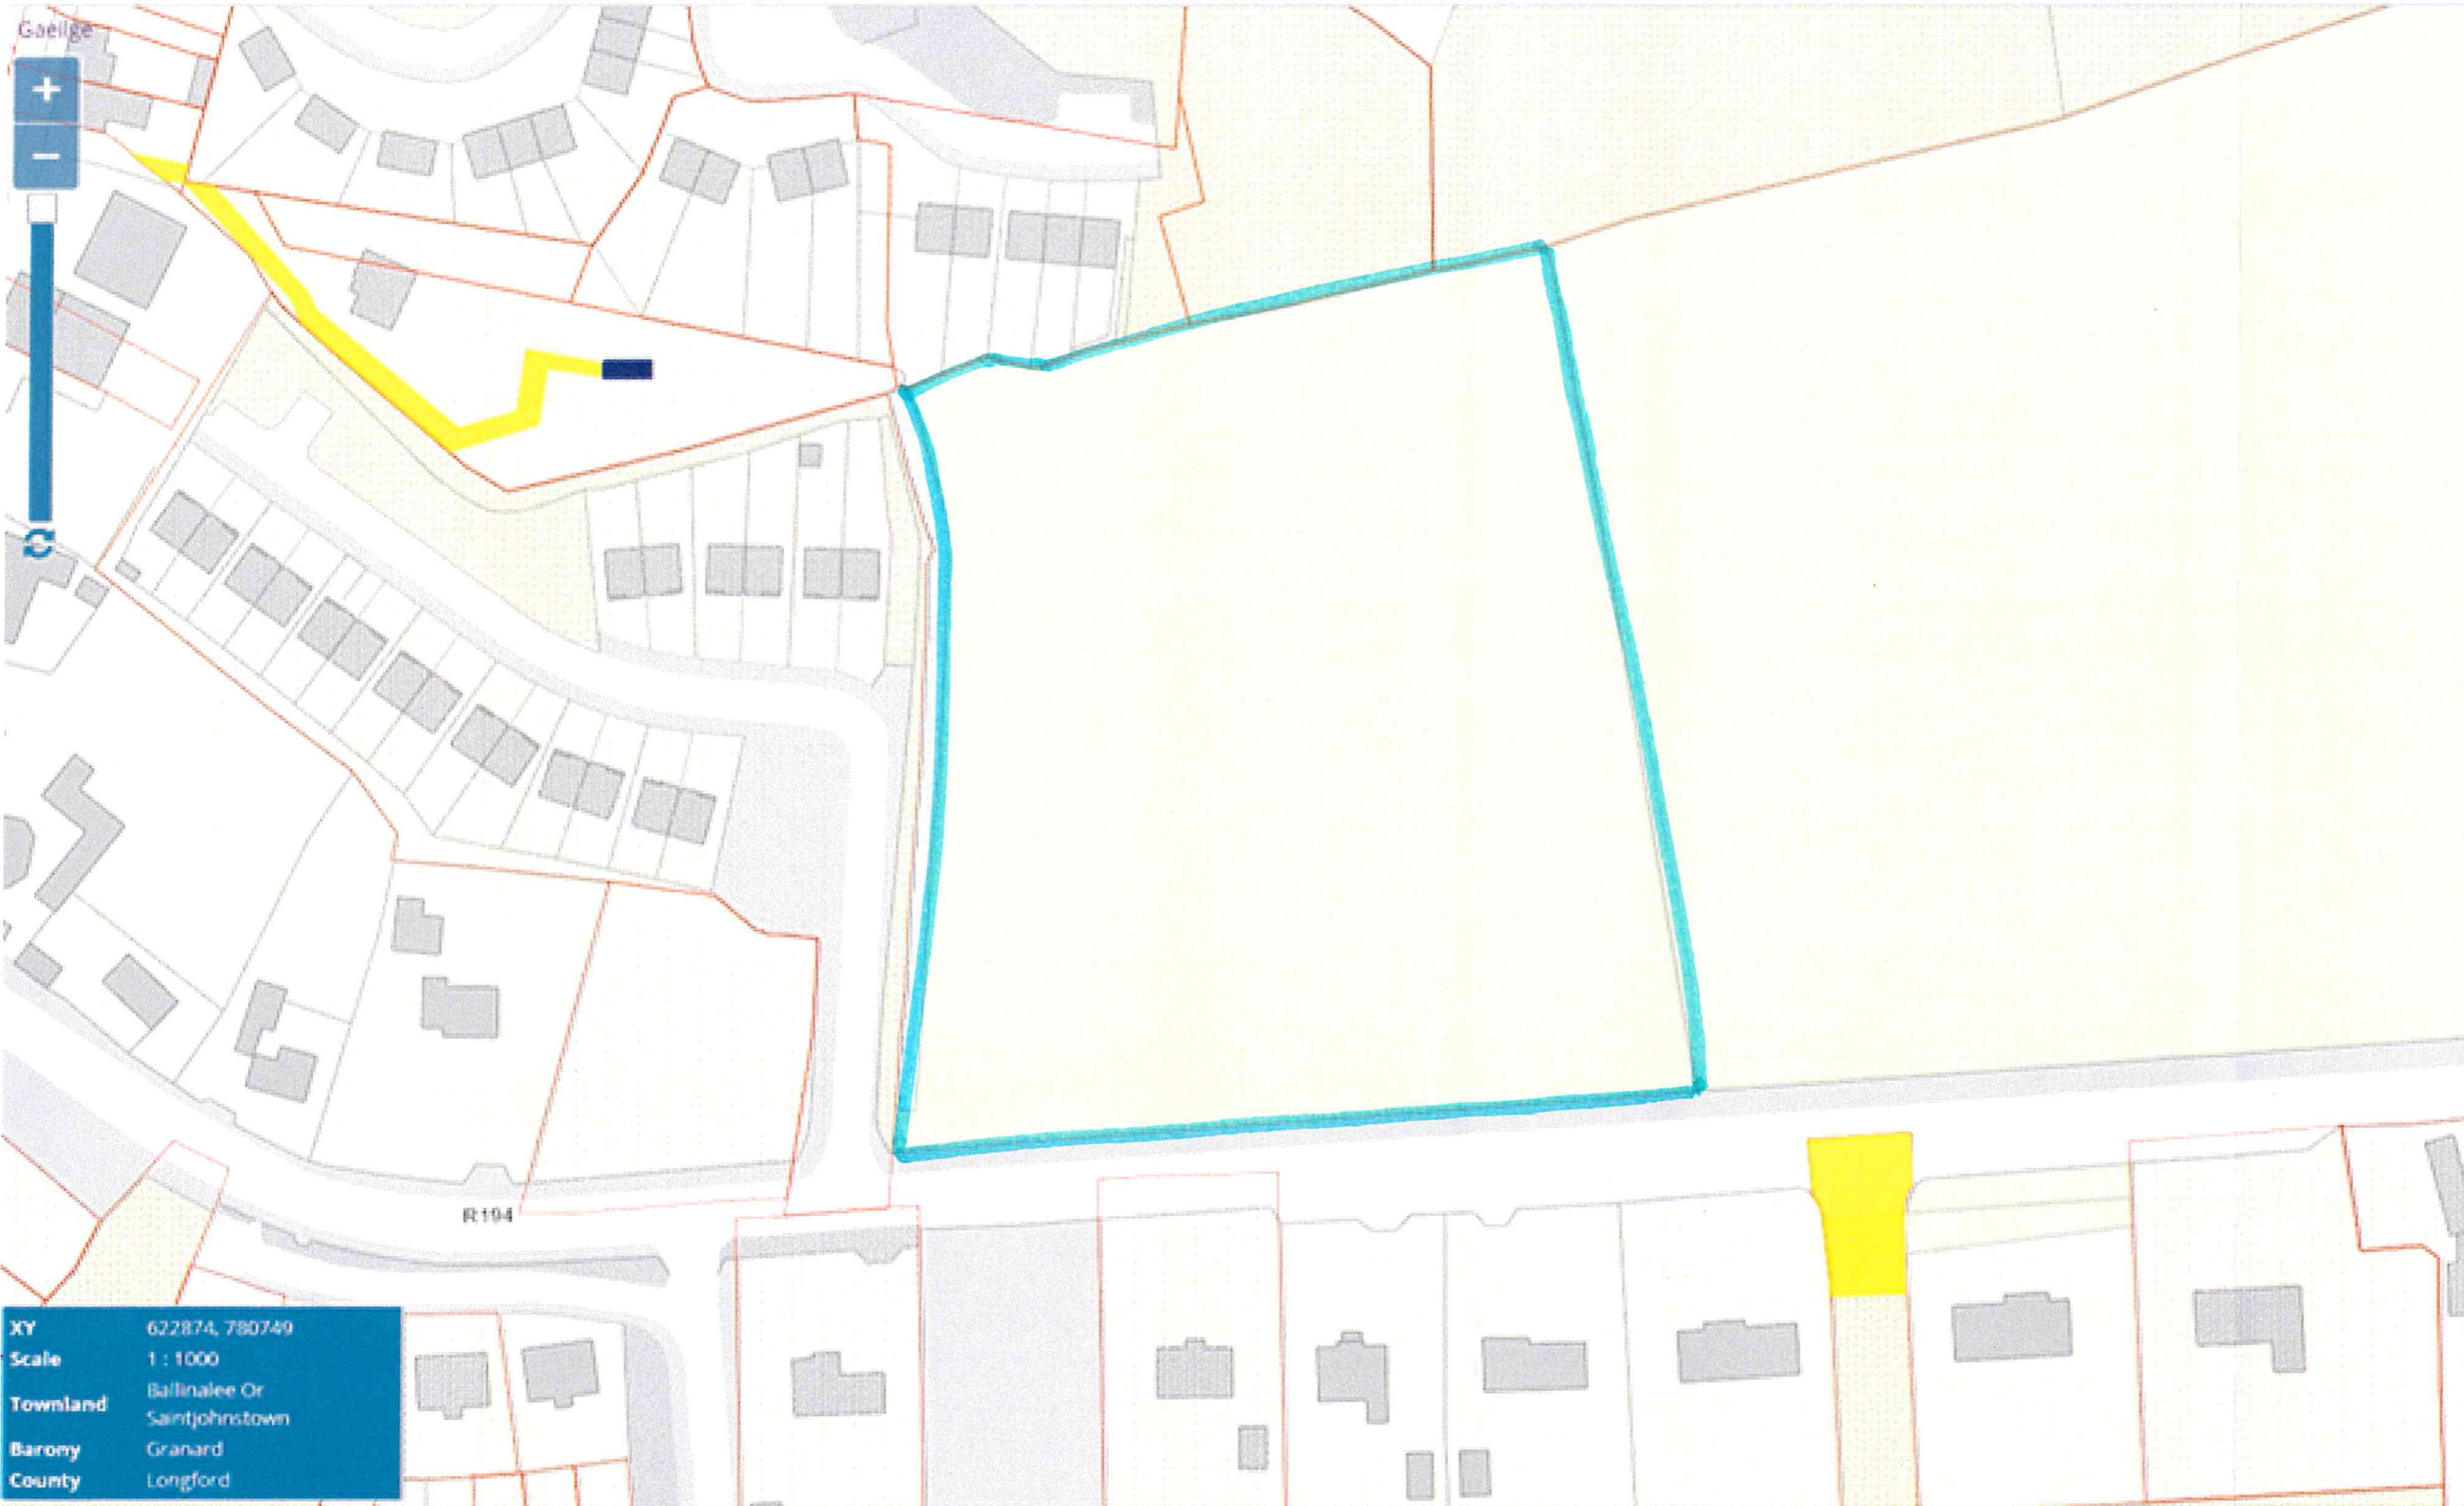 Gaeilge
+
−
R194
XY 622874, 780749
Scale 1 : 1000
Townland Ballinalee Or
Saintjohnstown
Barony Granard
County Longford